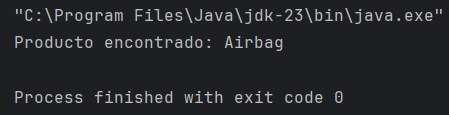 "C:\Program Files\Java\jdk-23\bin\java.exe"
Producto encontrado: Airbag
Process finished with exit code 0